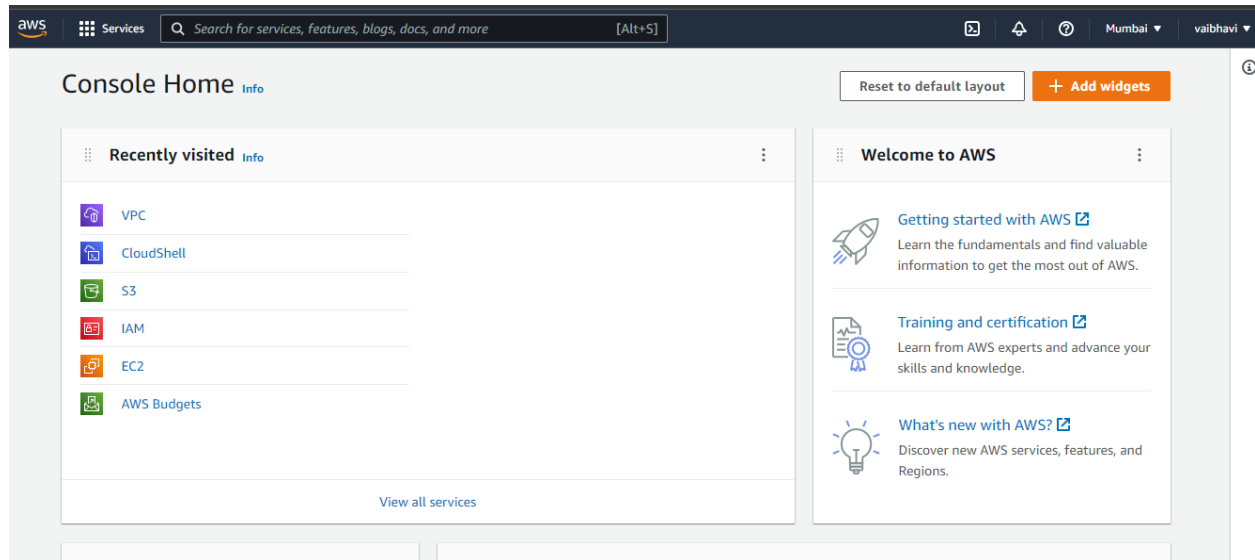 aws
Services
Search for services, features, blogs, docs, and more [Alt+S]
Mumbai ▼
vaibhavi ▼
Console Home Info
Reset to default layout
+ Add widgets
Recently visited Info
VPC
CloudShell
S3
IAM
EC2
AWS Budgets
View all services
Welcome to AWS
Getting started with AWS
Learn the fundamentals and find valuable
information to get the most out of AWS.
Training and certification
Learn from AWS experts and advance your
skills and knowledge.
What's new with AWS?
Discover new AWS services, features, and
Regions.